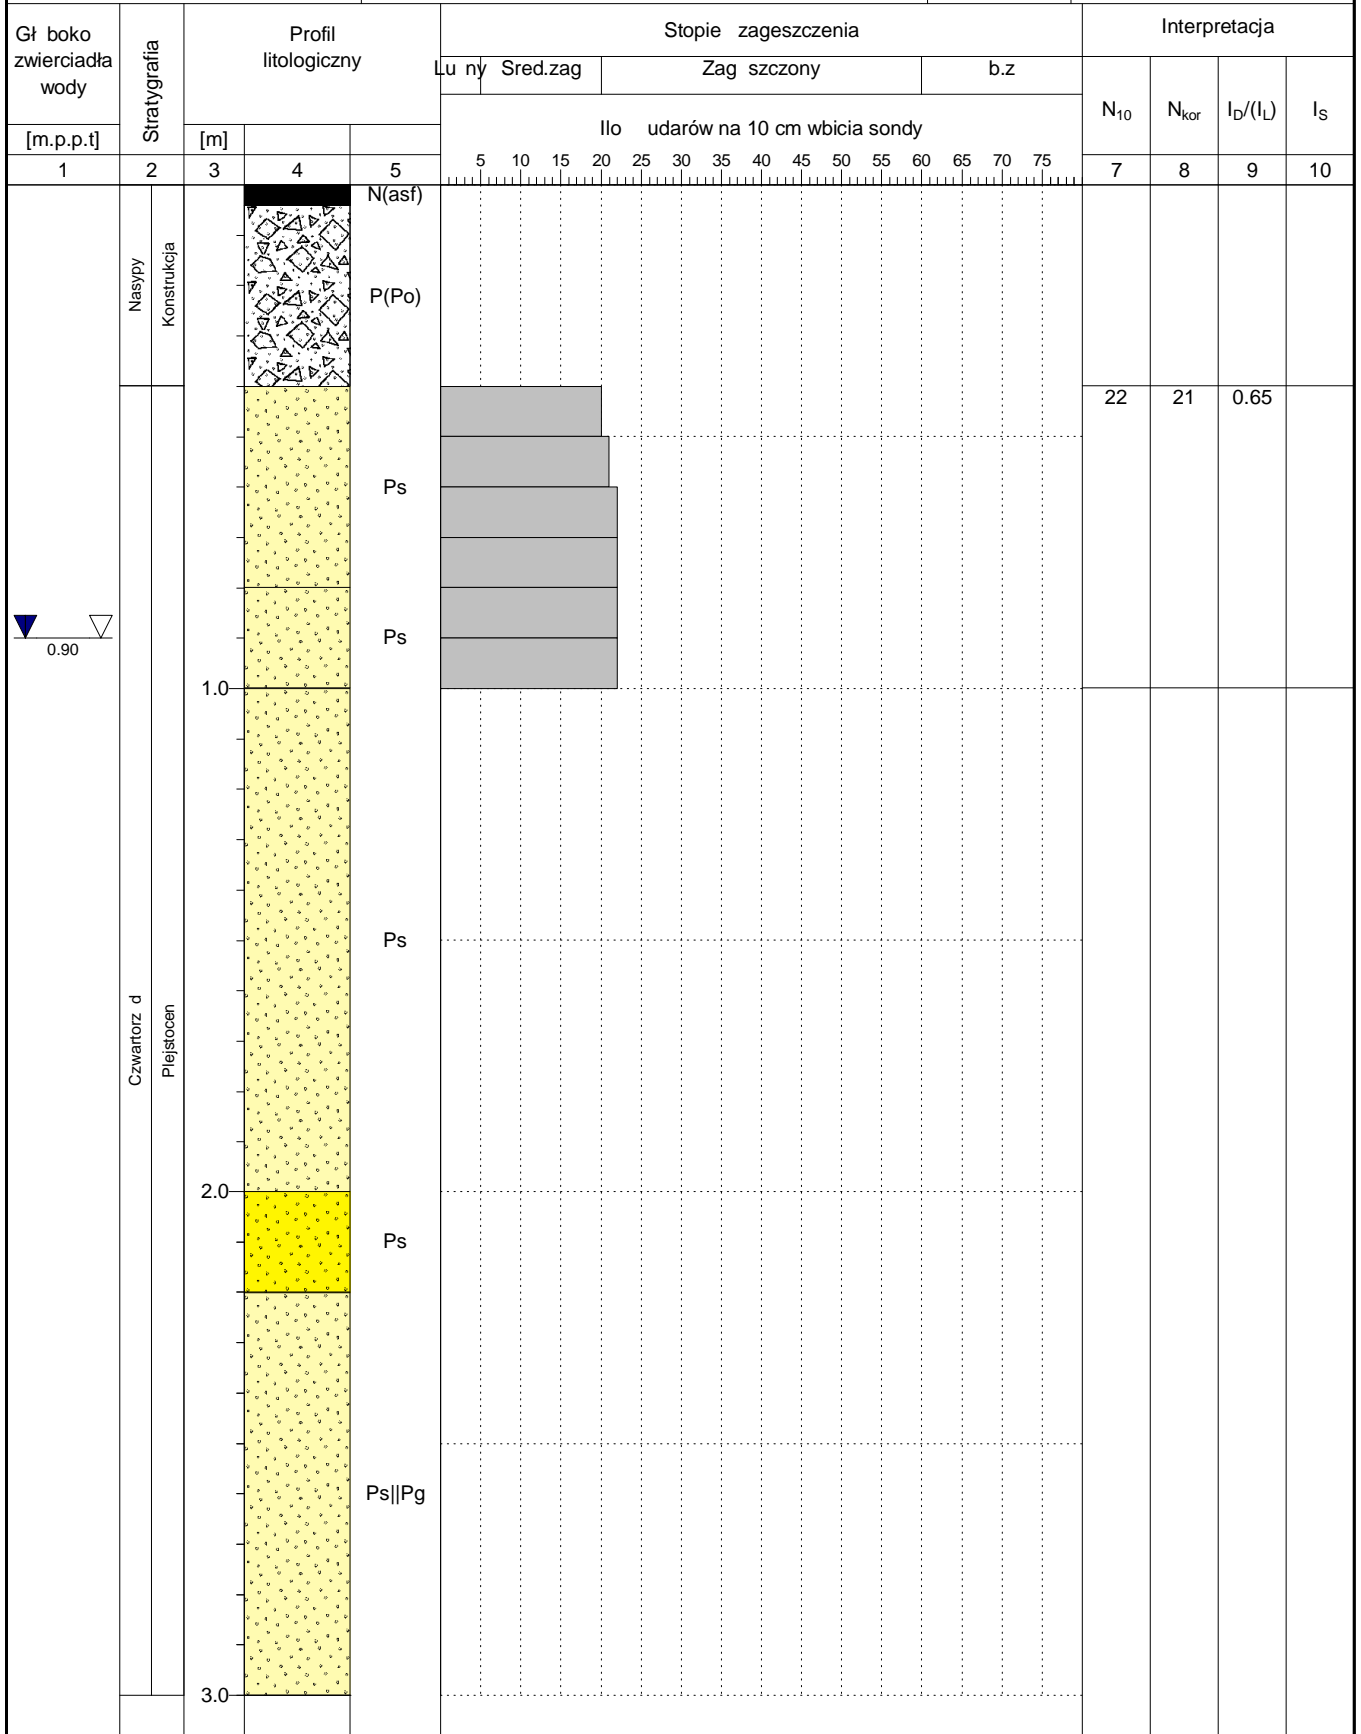 Gł boko
zwierciadła
wody
[m.p.p.t]
Stratygrafia
Profil
litologiczny
[m]
Stopie zageszczenia
Lu ny Sred.zag Zag szczony b.z
Ilo udarów na 10 cm wbicia sondy
5 10 15 20 25 30 35 40 45 50 55 60 65 70 75
Interpretacja
N10 Nkor ID/(IL) IS
1 2 3 4 5 7 8 9 10
N(asf)
Nasypy
Konstrukcja
P(Po)
22 21 0.65
Ps
0.90
Ps
1.0
Ps
Czwartorz d
Plejstocen
2.0
Ps
Ps||Pg
3.0